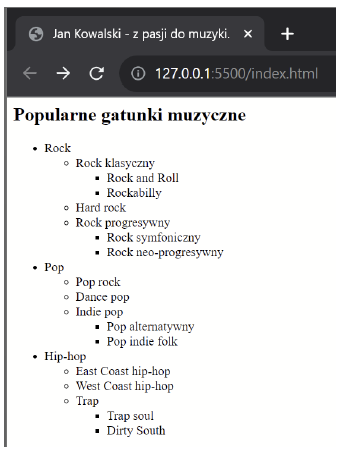 Jan Kowalski - z pasji do muzyki.
127.0.0.1:5500/index.html
Popularne gatunki muzyczne
Rock
Rock klasyczny
Rock and Roll
Rockabilly
Hard rock
Rock progresywny
Rock symfoniczny
Rock neo-progresywny
Pop
Pop rock
Dance pop
Indie pop
Pop alternatywny
Pop indie folk
Hip-hop
East Coast hip-hop
West Coast hip-hop
Trap
Trap soul
Dirty South